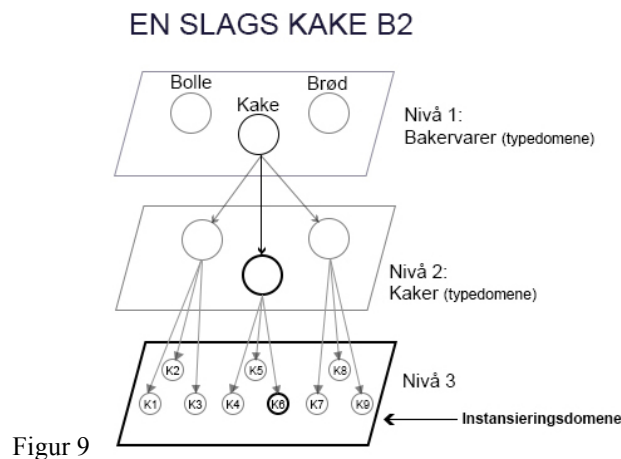 EN SLAGS KAKE B2
Bolle
Brød
Kake
Nivå 1:
Bakervarer (typedomene)
Nivå 2:
Kaker (typedomene)
Nivå 3
K2
K5
K8
K1
K3
K4
K6
K7
K9
Instansieringsdomene
Figur 9